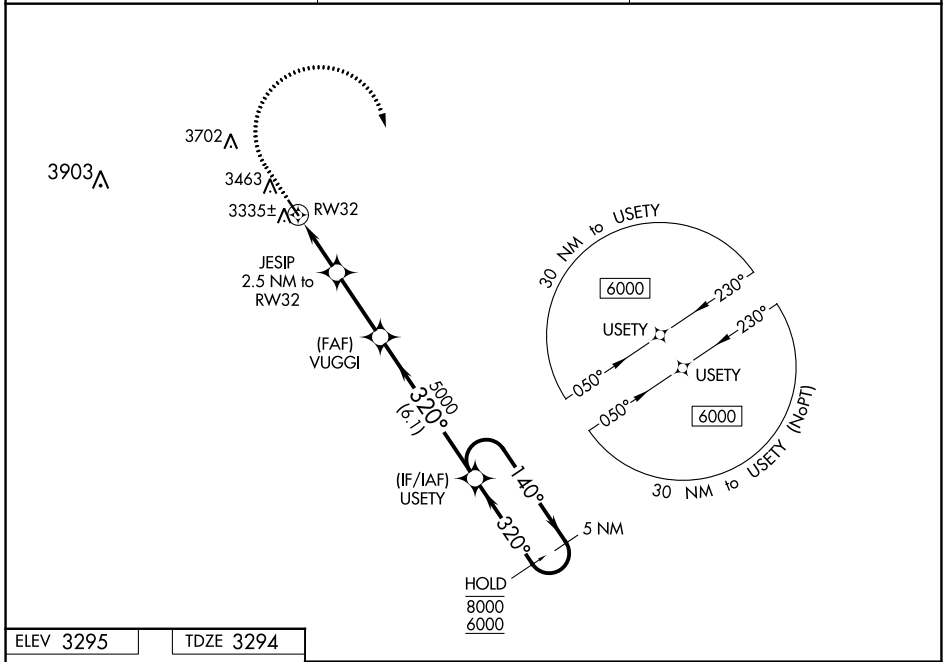 3702
3903
3463
3335±
RW32
JESIP
2.5 NM to
RW32
(FAF)
VUGGI
5000
320°
(6.1)
(IF/IAF)
USETY
140°
320°
5 NM
HOLD
8000
6000
30 NM to USETY
6000
230°
USETY
050°
230°
USETY
050°
6000
30 NM to USETY (NoPT)
ELEV 3295
TDZE 3294